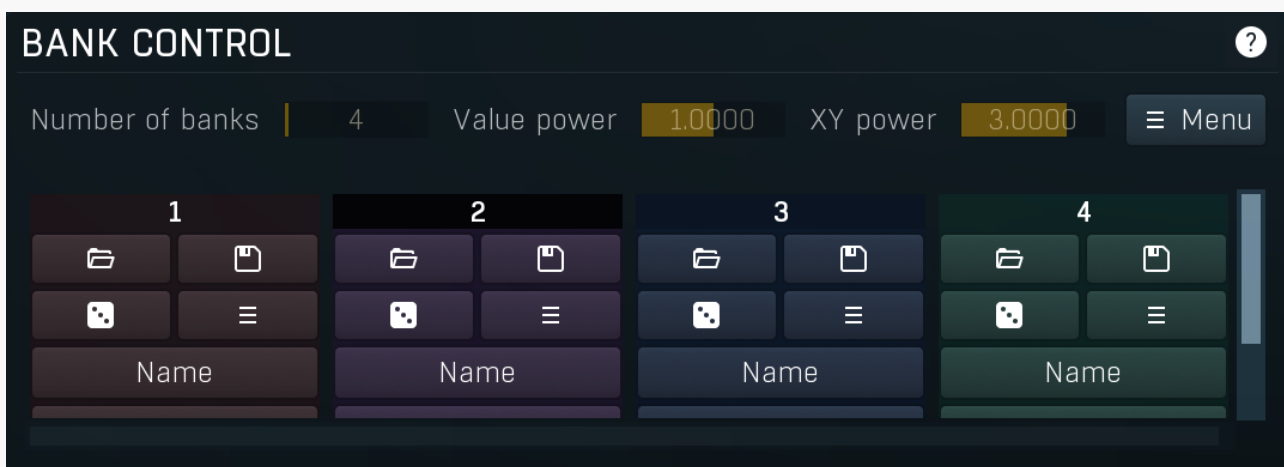 BANK CONTROL ?
Number of banks 4 Value power 1.0000 XY power 3.0000 ☰ Menu
1 2 3 4
Name Name Name Name